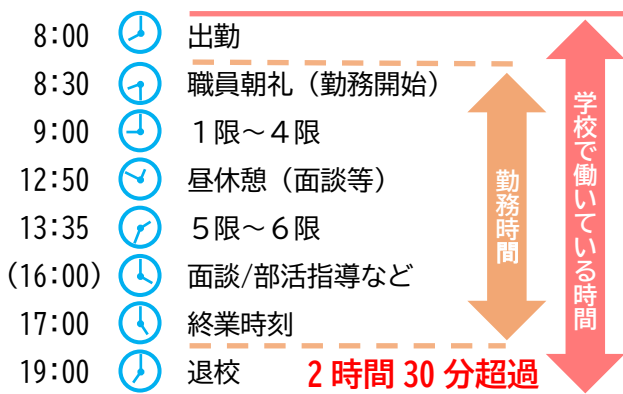 8:00 出勤
8:30 職員朝礼（勤務開始）
9:00 １限～４限
12:50 昼休憩（面談等）
13:35 ５限～６限
(16:00) 面談/部活指導など
17:00 終業時刻
19:00 退校
２時間 30 分超過
勤務時間
学校で働いている時間